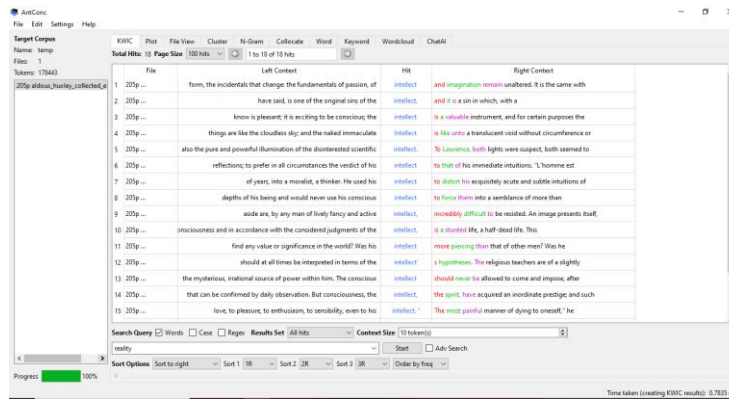 AntConc
File Edit Settings Help
Target Corpus
Name: temp
Files: 1
Tokens: 178443
205p aldous_huxley_collected_e
Progress 100%
KWIC Plot File View Cluster N-Gram Collocate Word Keyword Wordcloud ChatAI
Total Hits: 18 Page Size 100 hits 1 to 18 of 18 hits
File Left Context Hit Right Context
1 205p ... form, the incidentals that change: the fundamentals of passion, of intellect and imagination remain unaltered. It is the same with
2 205p ... have said, is one of the original sins of the intellect, and it is a sin in which, with a
3 205p ... know is pleasant; it is exciting to be conscious; the intellect is a valuable instrument, and for certain purposes the
4 205p ... things are like the cloudless sky; and the naked immaculate intellect is like unto a translucent void without circumference or
5 205p ... also the pure and powerful illumination of the disinterested scientific intellect. To Lawrence, both lights were suspect, both seemed to
6 205p ... reflections; to prefer in all circumstances the verdict of his intellect to that of his immediate intuitions. "L'homme est
7 205p ... of years, into a moralist, a thinker. He used his intellect to distort his exquisitely acute and subtle intuitions of
8 205p ... depths of his being and would never use his conscious intellect to force them into a semblance of more than
9 205p ... aside are, by any man of lively fancy and active intellect, incredibly difficult to be resisted. An image presents itself,
10 205p ... onsciousness and in accordance with the considered judgments of the intellect, is a stunted life, a half-dead life. This
11 205p ... find any value or significance in the world? Was his intellect more piercing than that of other men? Was he
12 205p ... should at all times be interpreted in terms of the intellect' s hypotheses. The religious teachers are of a slightly
13 205p ... the mysterious, irrational source of power within him. The conscious intellect should never be allowed to come and impose, after
14 205p ... that can be confirmed by daily observation. But consciousness, the intellect, the spirit, have acquired an inordinate prestige; and such
15 205p ... love, to pleasure, to enthusiasm, to sensibility, even to his intellect. " The most painful manner of dying to oneself," he
Search Query Words Case Regex Results Set All hits Context Size 10 token(s)
reality Start Adv Search
Sort Options Sort to right Sort 1 1R Sort 2 2R Sort 3 3R Order by freq
Time taken (creating KWIC results): 0.7835